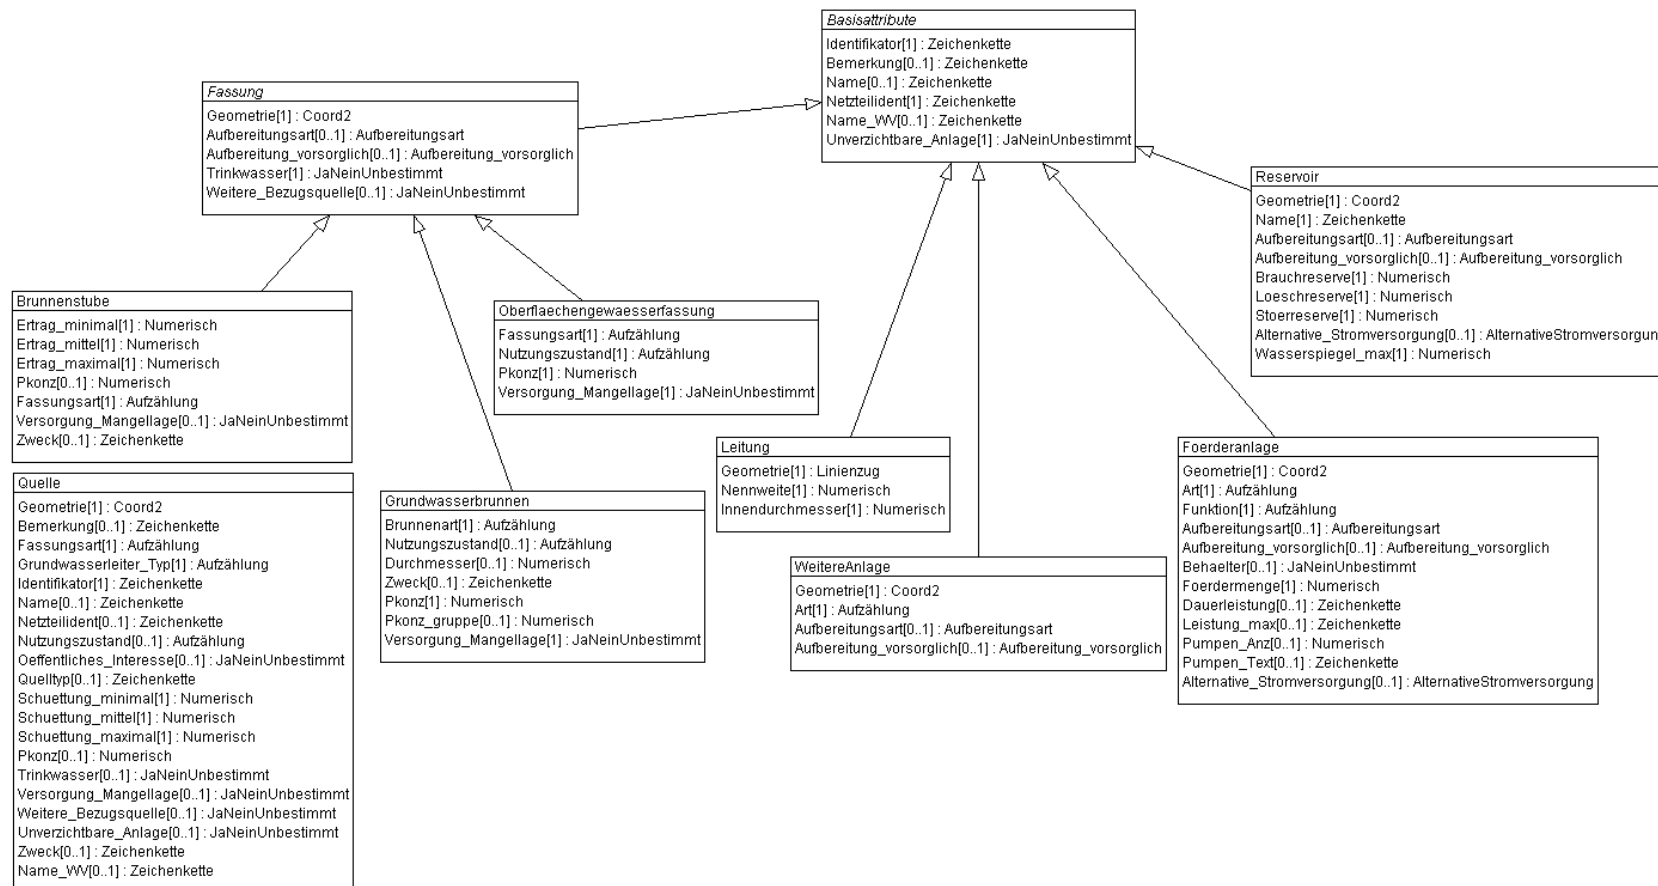 Basisattribute
Identifikator[1] : Zeichenkette
Bemerkung[0..1] : Zeichenkette
Name[0..1] : Zeichenkette
Netzteilident[1] : Zeichenkette
Name_WV[0..1] : Zeichenkette
Unverzichtbare_Anlage[1] : JaNeinUnbestimmt
Fassung
Geometrie[1] : Coord2
Aufbereitungsart[0..1] : Aufbereitungsart
Aufbereitung_vorsorglich[0..1] : Aufbereitung_vorsorglich
Trinkwasser[1] : JaNeinUnbestimmt
Weitere_Bezugsquelle[0..1] : JaNeinUnbestimmt
Reservoir
Geometrie[1] : Coord2
Name[1] : Zeichenkette
Aufbereitungsart[0..1] : Aufbereitungsart
Aufbereitung_vorsorglich[0..1] : Aufbereitung_vorsorglich
Brauchreserve[1] : Numerisch
Loeschreserve[1] : Numerisch
Stoerreserve[1] : Numerisch
Alternative_Stromversorgung[0..1] : AlternativeStromversorgung
Wasserspiegel_max[1] : Numerisch
Brunnenstube
Ertrag_minimal[1] : Numerisch
Ertrag_mittel[1] : Numerisch
Ertrag_maximal[1] : Numerisch
Pkonz[0..1] : Numerisch
Fassungsart[1] : Aufzählung
Versorgung_Mangellage[0..1] : JaNeinUnbestimmt
Zweck[0..1] : Zeichenkette
Oberflaechengewaesserfassung
Fassungsart[1] : Aufzählung
Nutzungszustand[1] : Aufzählung
Pkonz[1] : Numerisch
Versorgung_Mangellage[1] : JaNeinUnbestimmt
Quelle
Geometrie[1] : Coord2
Bemerkung[0..1] : Zeichenkette
Fassungsart[1] : Aufzählung
Grundwasserleiter_Typ[1] : Aufzählung
Identifikator[1] : Zeichenkette
Name[0..1] : Zeichenkette
Netzteilident[0..1] : Zeichenkette
Nutzungszustand[0..1] : Aufzählung
Oeffentliches_Interesse[0..1] : JaNeinUnbestimmt
Quelltyp[0..1] : Zeichenkette
Schuettung_minimal[1] : Numerisch
Schuettung_mittel[1] : Numerisch
Schuettung_maximal[1] : Numerisch
Pkonz[0..1] : Numerisch
Trinkwasser[0..1] : JaNeinUnbestimmt
Versorgung_Mangellage[0..1] : JaNeinUnbestimmt
Weitere_Bezugsquelle[0..1] : JaNeinUnbestimmt
Unverzichtbare_Anlage[0..1] : JaNeinUnbestimmt
Zweck[0..1] : Zeichenkette
Name_WV[0..1] : Zeichenkette
Grundwasserbrunnen
Brunnenart[1] : Aufzählung
Nutzungszustand[0..1] : Aufzählung
Durchmesser[0..1] : Numerisch
Zweck[0..1] : Zeichenkette
Pkonz[1] : Numerisch
Pkonz_gruppe[0..1] : Numerisch
Versorgung_Mangellage[1] : JaNeinUnbestimmt
Leitung
Geometrie[1] : Linienzug
Nennweite[1] : Numerisch
Innendurchmesser[1] : Numerisch
WeitereAnlage
Geometrie[1] : Coord2
Art[1] : Aufzählung
Aufbereitungsart[0..1] : Aufbereitungsart
Aufbereitung_vorsorglich[0..1] : Aufbereitung_vorsorglich
Foerderanlage
Geometrie[1] : Coord2
Art[1] : Aufzählung
Funktion[1] : Aufzählung
Aufbereitungsart[0..1] : Aufbereitungsart
Aufbereitung_vorsorglich[0..1] : Aufbereitung_vorsorglich
Behaelter[0..1] : JaNeinUnbestimmt
Foerdermenge[1] : Numerisch
Dauerleistung[0..1] : Zeichenkette
Leistung_max[0..1] : Zeichenkette
Pumpen_Anz[0..1] : Numerisch
Pumpen_Text[0..1] : Zeichenkette
Alternative_Stromversorgung[0..1] : AlternativeStromversorgung